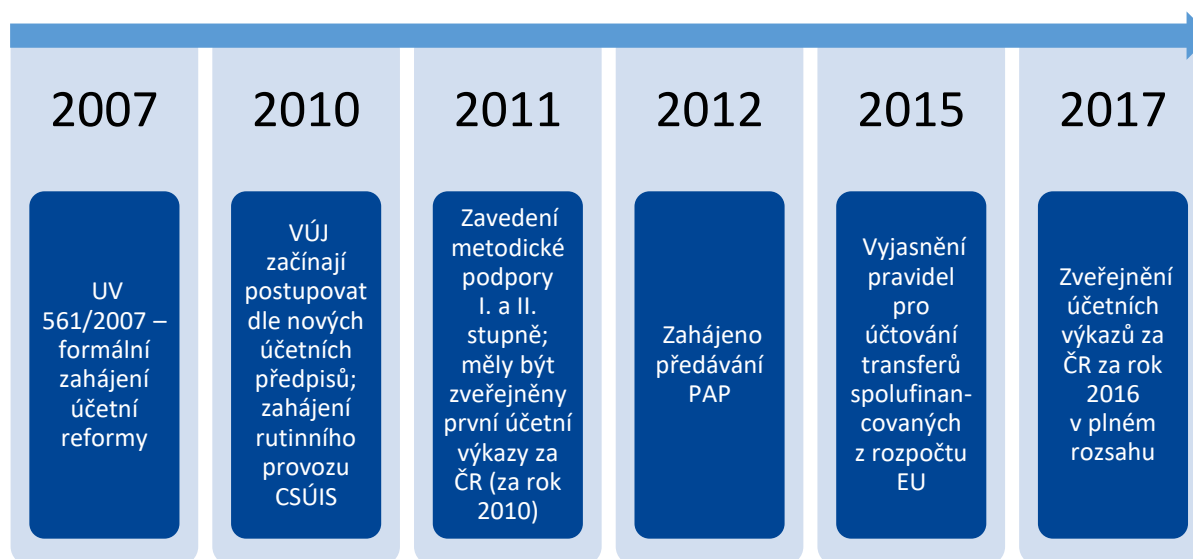 2007
UV
561/2007 –
formální
zahájení
účetní
reformy
2010
VÚJ
začínají
postupovat
dle nových
účetních
předpisů;
zahájení
rutinního
provozu
CSÚIS
2011
Zavedení
metodické
podpory
I. a II.
stupně;
měly být
zveřejněny
první účetní
výkazy za
ČR (za rok
2010)
2012
Zahájeno
předávání
PAP
2015
Vyjasnění
pravidel
pro
účtování
transferů
spolufinan-
covaných
z rozpočtu
EU
2017
Zveřejnění
účetních
výkazů za
ČR za rok
2016
v plném
rozsahu